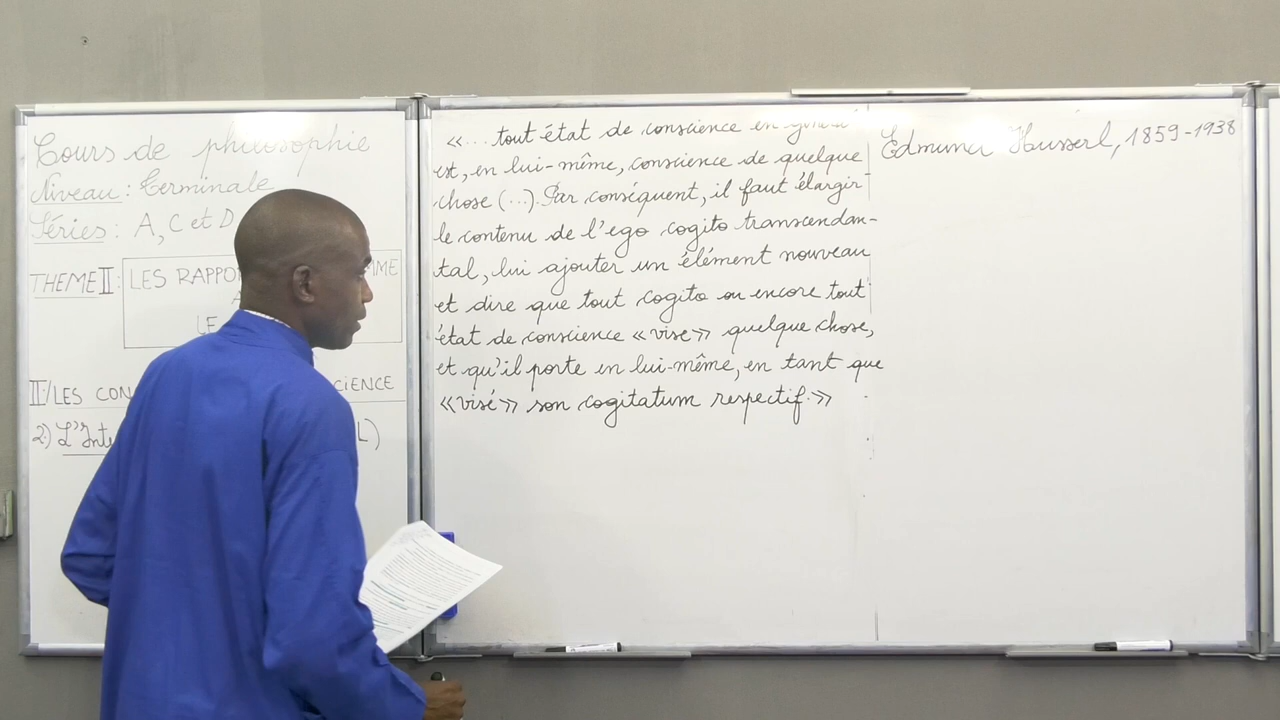 Cours de philosophie
Niveau : Terminale
Séries : A, C et D
THEME II : LES RAPPO MME
LE
II/ LES CON CIENCE
2) L'Inte L)
«... tout état de conscience en général
est, en lui-même, conscience de quelque
chose (...). Par conséquent, il faut élargir
le contenu de l'ego cogito transcendan-
tal, lui ajouter un élément nouveau
et dire que tout cogito ou encore tout
état de conscience «vise» quelque chose,
et qu'il porte en lui-même, en tant que
«visé» son cogitatum respectif.»
Edmund Husserl, 1859-1938